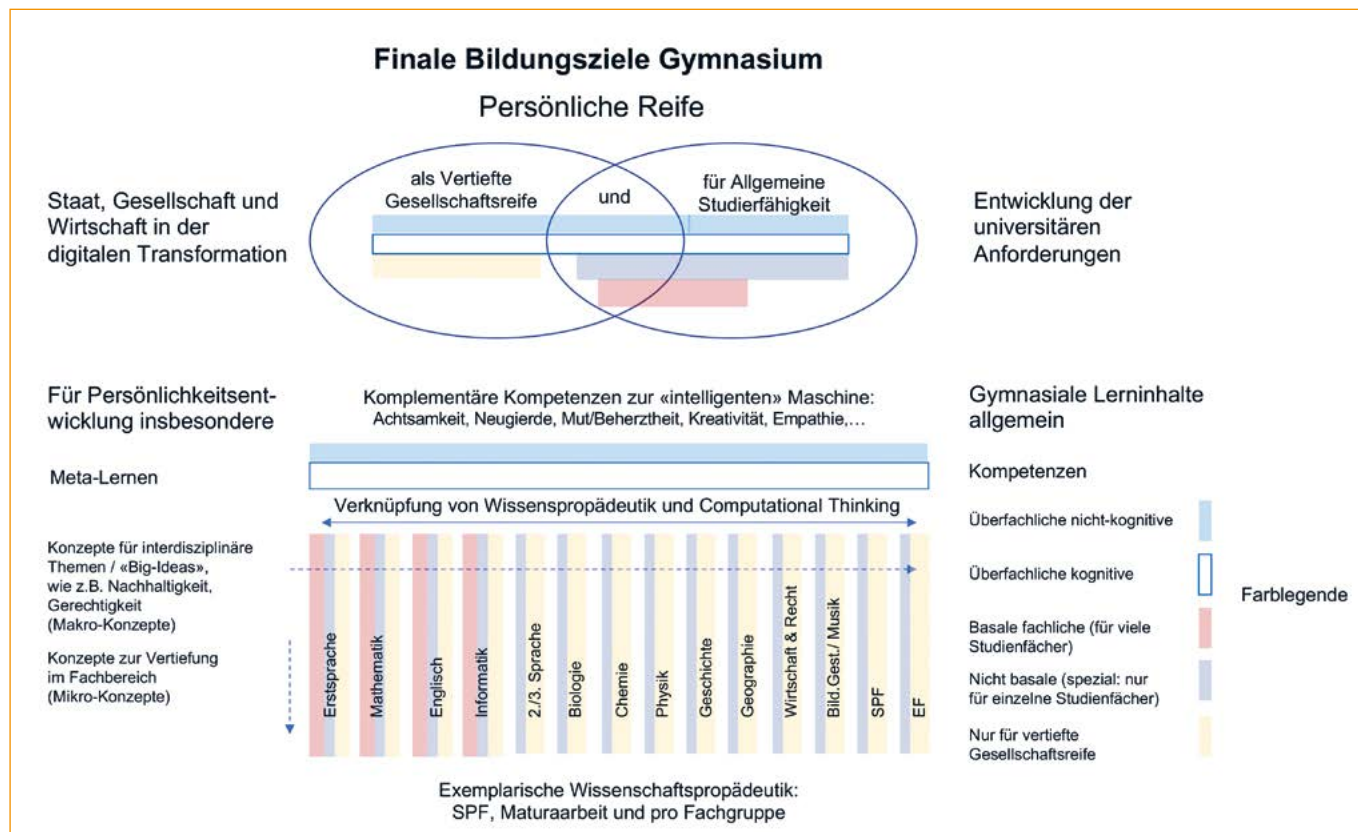 Finale Bildungsziele Gymnasium
Persönliche Reife
Staat, Gesellschaft und
Wirtschaft in der
digitalen Transformation
als Vertiefte
Gesellschaftsreife
und
für Allgemeine
Studierfähigkeit
Entwicklung der
universitären
Anforderungen
Für Persönlichkeitsent-
wicklung insbesondere
Komplementäre Kompetenzen zur «intelligenten» Maschine:
Achtsamkeit, Neugierde, Mut/Beherztheit, Kreativität, Empathie,…
Gymnasiale Lerninhalte
allgemein
Meta-Lernen
Kompetenzen
Verknüpfung von Wissenspropädeutik und Computational Thinking
Konzepte für interdisziplinäre
Themen / «Big-Ideas»,
wie z.B. Nachhaltigkeit,
Gerechtigkeit
(Makro-Konzepte)
Konzepte zur Vertiefung
im Fachbereich
(Mikro-Konzepte)
Erstsprache
Mathematik
Englisch
Informatik
2./3. Sprache
Biologie
Chemie
Physik
Geschichte
Geographie
Wirtschaft & Recht
Bild.Gest./ Musik
SPF
EF
Überfachliche nicht-kognitive
Überfachliche kognitive
Basale fachliche (für viele
Studienfächer)
Nicht basale (spezial: nur
für einzelne Studienfächer)
Nur für vertiefte
Gesellschaftsreife
Farblegende
Exemplarische Wissenschaftspropädeutik:
SPF, Maturaarbeit und pro Fachgruppe